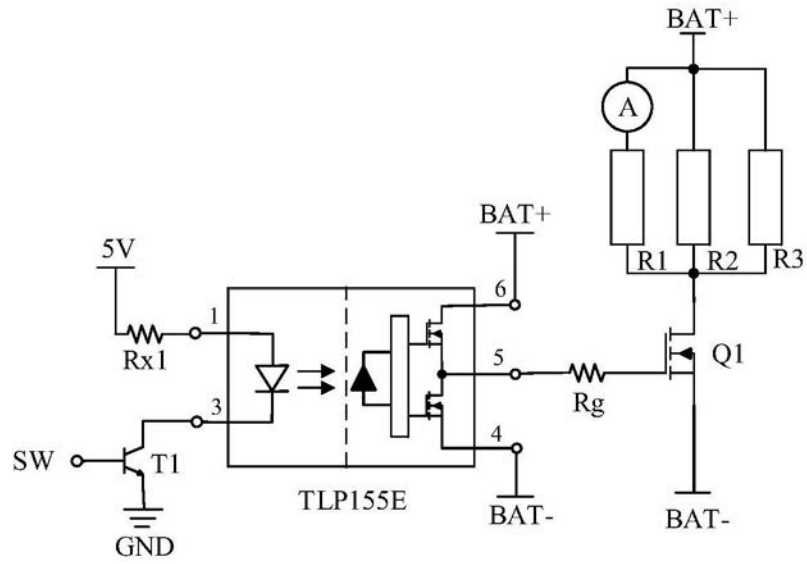 BAT+
A
R1
R2
R3
BAT+
5V
6
1
Rx1
5
Rg
Q1
3
4
SW
T1
TLP155E
BAT-
BAT-
GND